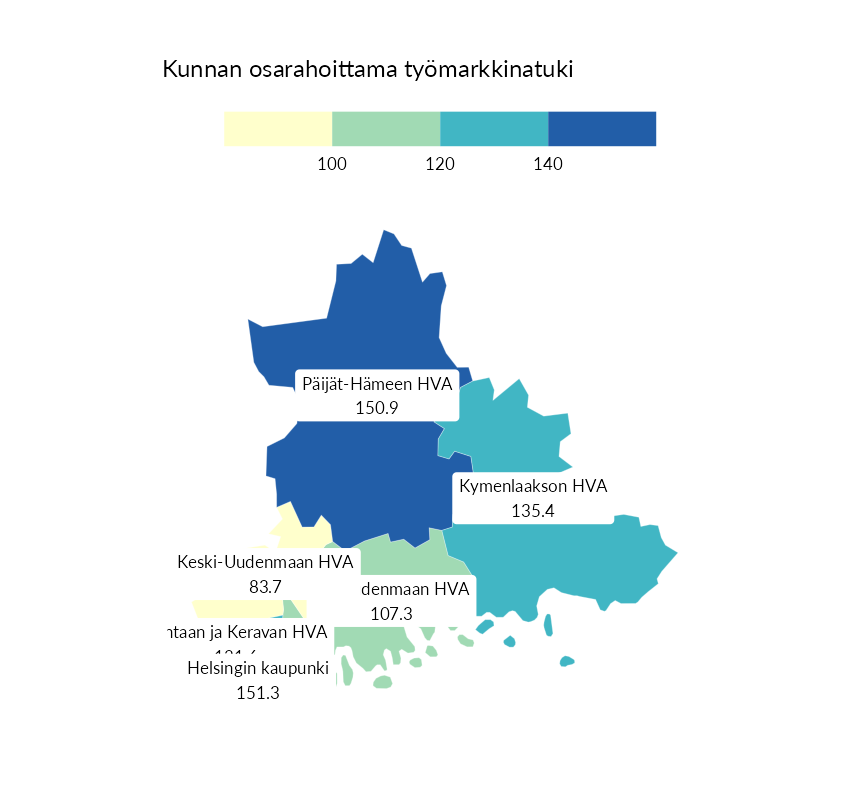 Kunnan osarahoittama työmarkkinatuki
100 120 140
Päijät-Hämeen HVA
150.9
Kymenlaakson HVA
135.4
Keski-Uudenmaan HVA
83.7
denmaan HVA
107.3
ntaan ja Keravan HVA
Helsingin kaupunki
151.3